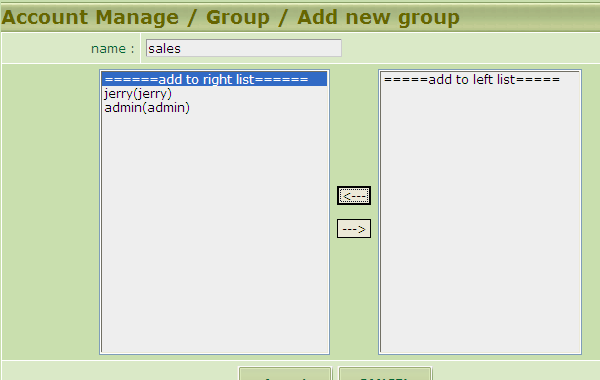 Account Manage / Group / Add new group
name :
sales
======add to right list======
jerry(jerry)
admin(admin)
<---
--->
=====add to left list=====